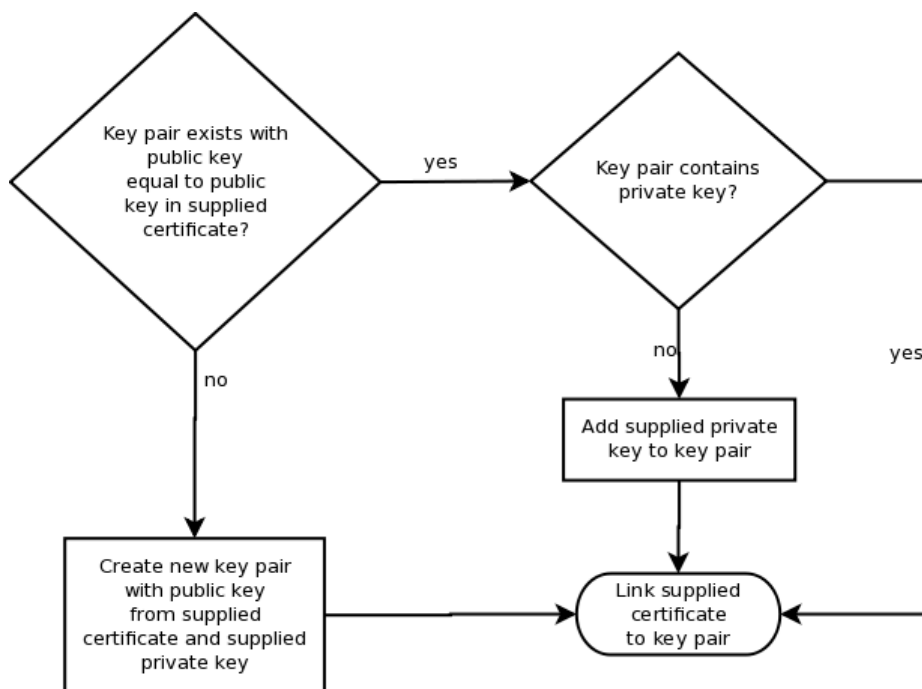 Key pair exists with
public key
equal to public
key in supplied
certificate?
yes
Key pair contains
private key?
no
yes
no
Add supplied private
key to key pair
Create new key pair
with public key
from supplied
certificate and supplied
private key
Link supplied
certificate
to key pair